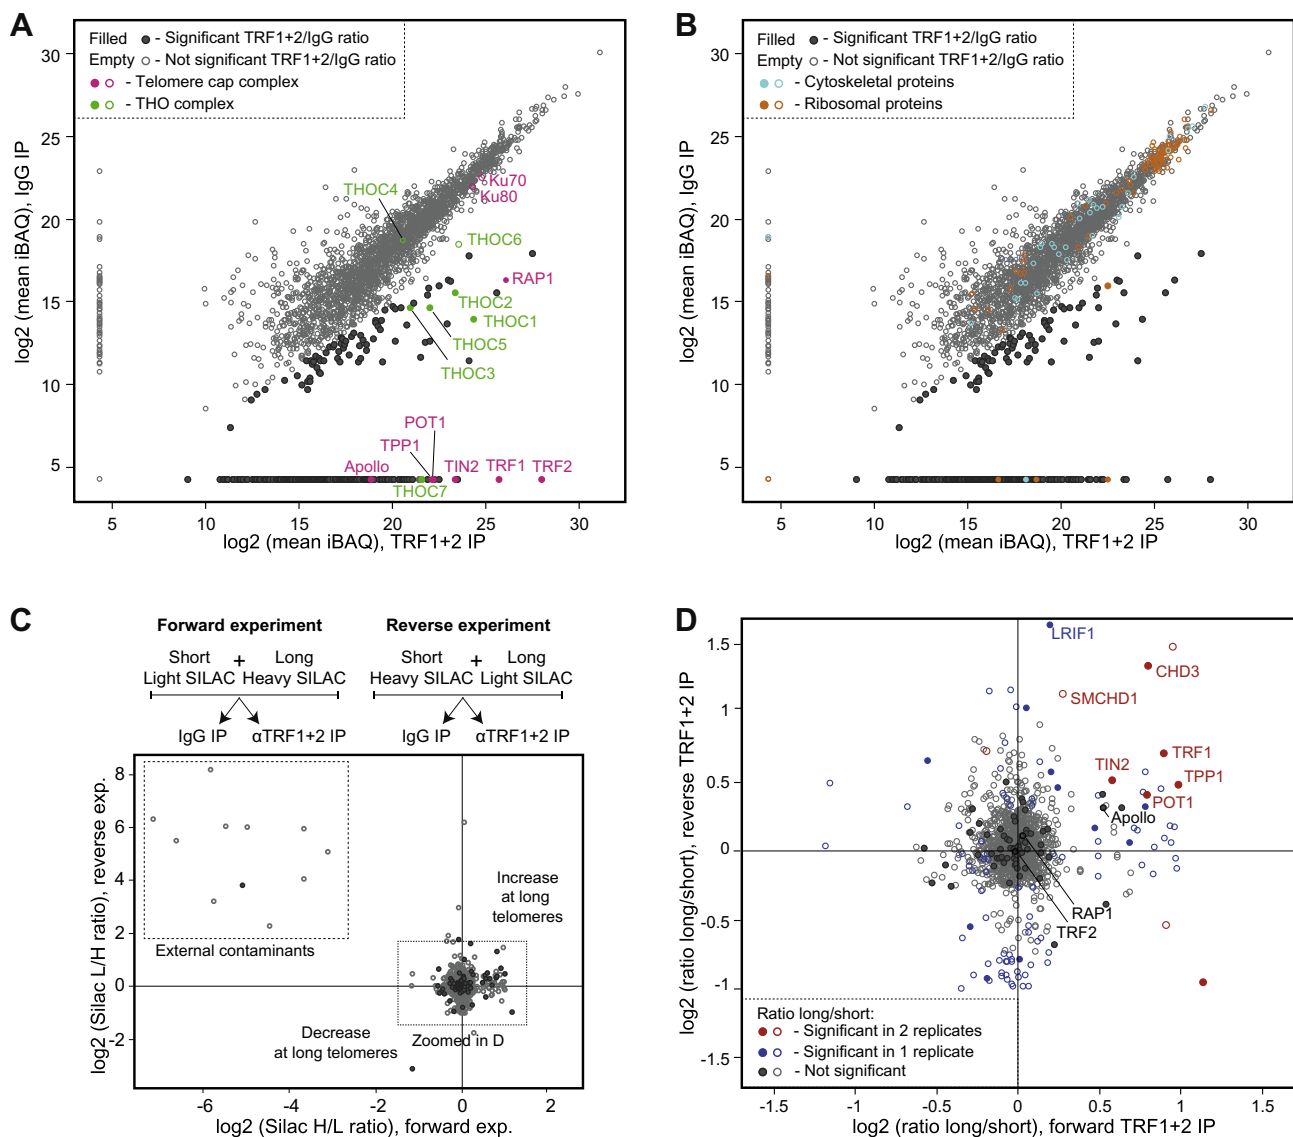 A
Filled - Significant TRF1+2/IgG ratio
Empty - Not significant TRF1+2/IgG ratio
- Telomere cap complex
- THO complex
30
25
20
15
10
5
log2 (mean iBAQ), IgG IP
THOC4
Ku70
Ku80
THOC6
RAP1
THOC2
THOC1
THOC5
THOC3
POT1
TPP1
Apollo
TIN2
TRF1
TRF2
THOC7
5 10 15 20 25 30
log2 (mean iBAQ), TRF1+2 IP
B
Filled - Significant TRF1+2/IgG ratio
Empty - Not significant TRF1+2/IgG ratio
- Cytoskeletal proteins
- Ribosomal proteins
30
25
20
15
10
5
log2 (mean iBAQ), IgG IP
5 10 15 20 25 30
log2 (mean iBAQ), TRF1+2 IP
C
Forward experiment
Short + Long
Light SILAC Heavy SILAC
IgG IP αTRF1+2 IP
Reverse experiment
Short + Long
Heavy SILAC Light SILAC
IgG IP αTRF1+2 IP
8
6
4
2
0
-2
log2 (Silac L/H ratio), reverse exp.
External contaminants
Increase
at long
telomeres
Decrease
at long telomeres
Zoomed in D
-6 -4 -2 0 2
log2 (Silac H/L ratio), forward exp.
D
1.5
1
0.5
0
-0.5
-1
-1.5
log2 (ratio long/short), reverse TRF1+2 IP
LRIF1
CHD3
SMCHD1
TRF1
TIN2
TPP1
POT1
Apollo
RAP1
TRF2
Ratio long/short:
- Significant in 2 replicates
- Significant in 1 replicate
- Not significant
-1.5 -1 -0.5 0 0.5 1 1.5
log2 (ratio long/short), forward TRF1+2 IP